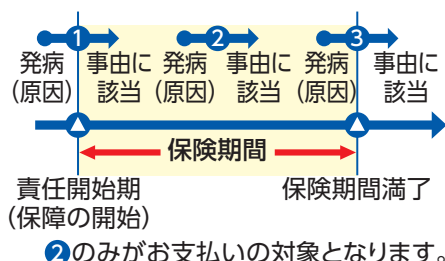 1 2 3
発病 事由に 発病 事由に 発病 事由に
(原因) 該当 (原因) 該当 (原因) 該当
保険期間
責任開始期 保険期間満了
(保障の開始)
2のみがお支払いの対象となります。